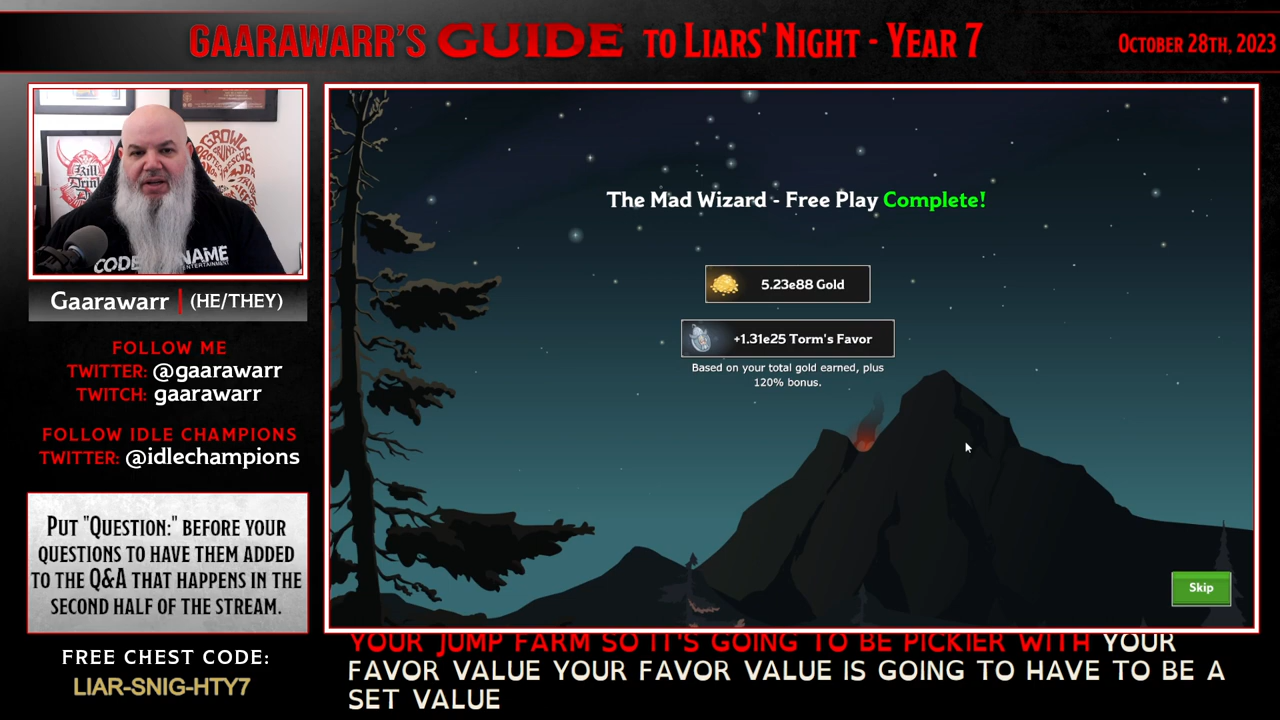 GAARAWARR'S GUIDE TO LIARS' NIGHT - YEAR 7
OCTOBER 28TH, 2023
Kill
Drink
CODENAME
ENTERTAINMENT
Gaarawarr | (HE/THEY)
FOLLOW ME
TWITTER: @gaarawarr
TWITCH: gaarawarr
FOLLOW IDLE CHAMPIONS
TWITTER: @idlechampions
PUT "QUESTION:" BEFORE YOUR
QUESTIONS TO HAVE THEM ADDED
TO THE Q&A THAT HAPPENS IN THE
SECOND HALF OF THE STREAM.
FREE CHEST CODE:
LIAR-SNIG-HTY7
The Mad Wizard - Free Play Complete!
5.23e88 Gold
+1.31e25 Torm's Favor
Based on your total gold earned, plus
120% bonus.
Skip
YOUR JUMP FARM SO IT'S GOING TO BE PICKIER WITH YOUR
FAVOR VALUE YOUR FAVOR VALUE IS GOING TO HAVE TO BE A
SET VALUE